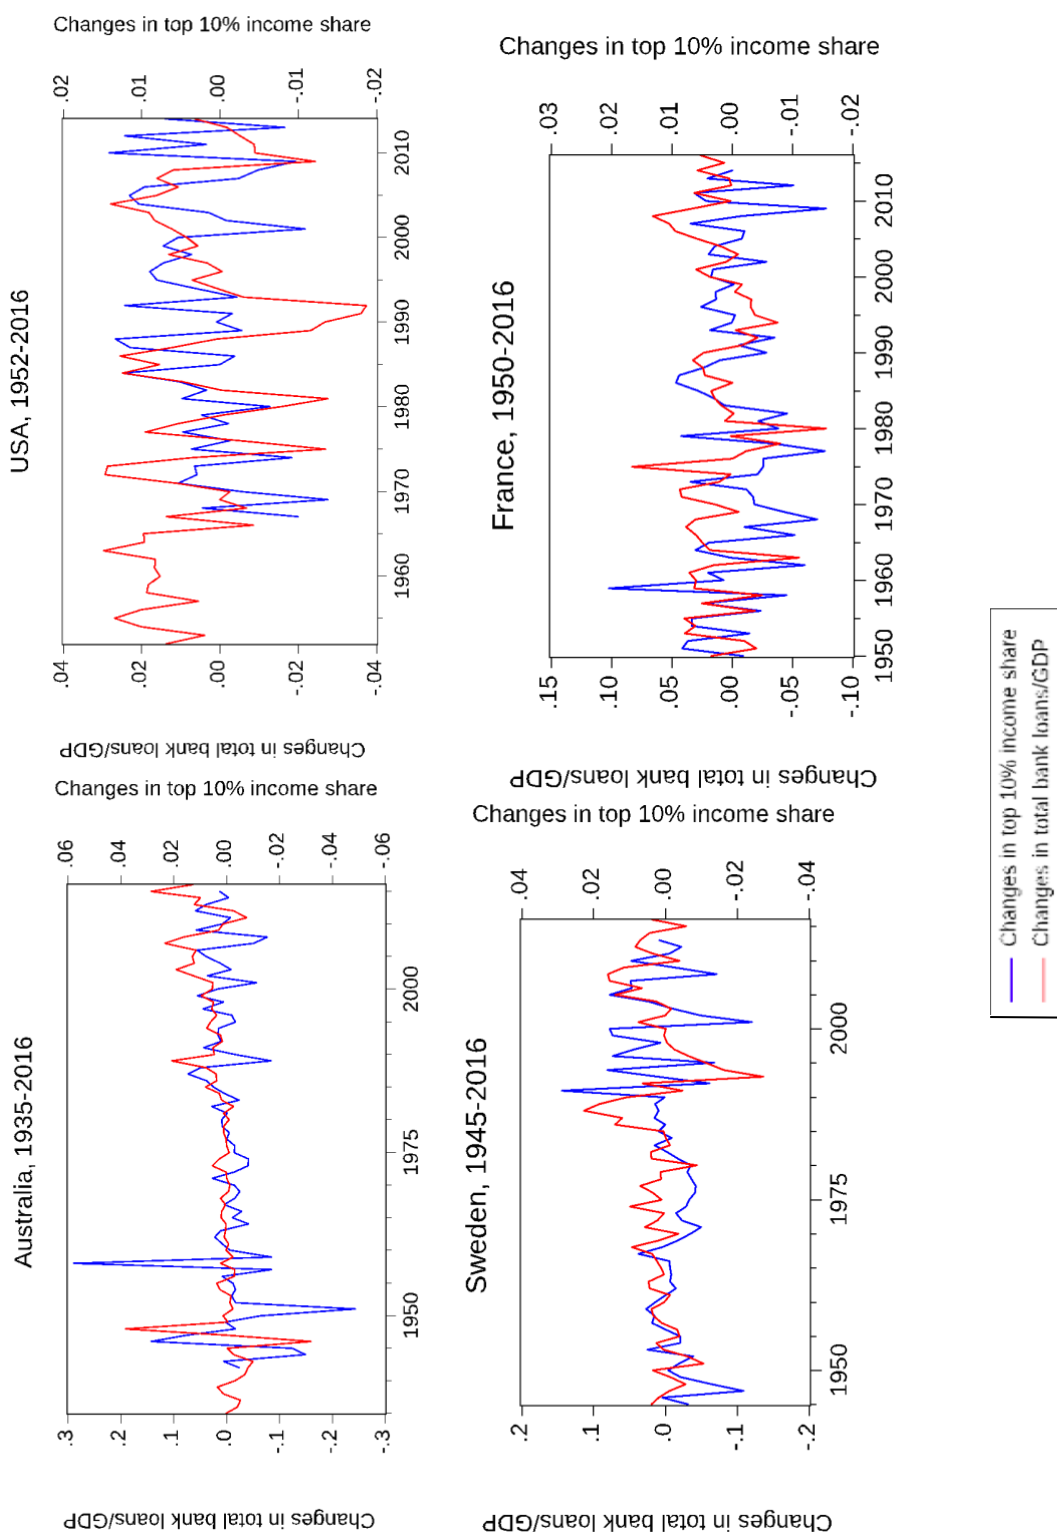 Australia, 1935-2016
Changes in total bank loans/GDP
.3
.2
.1
.0
-.1
-.2
-.3
.06
.04
.02
.00
-.02
-.04
-.06
Changes in top 10% income share
1950 1975 2000
USA, 1952-2016
Changes in total bank loans/GDP
.04
.02
.00
-.02
-.04
.02
.01
.00
-.01
-.02
Changes in top 10% income share
1960 1970 1980 1990 2000 2010
Sweden, 1945-2016
Changes in total bank loans/GDP
.2
.1
.0
-.1
-.2
.04
.02
.00
-.02
-.04
Changes in top 10% income share
1950 1975 2000
France, 1950-2016
Changes in total bank loans/GDP
.15
.10
.05
.00
-.05
-.10
.03
.02
.01
.00
-.01
-.02
Changes in top 10% income share
1950 1960 1970 1980 1990 2000 2010
Changes in top 10% income share
Changes in total bank loans/GDP